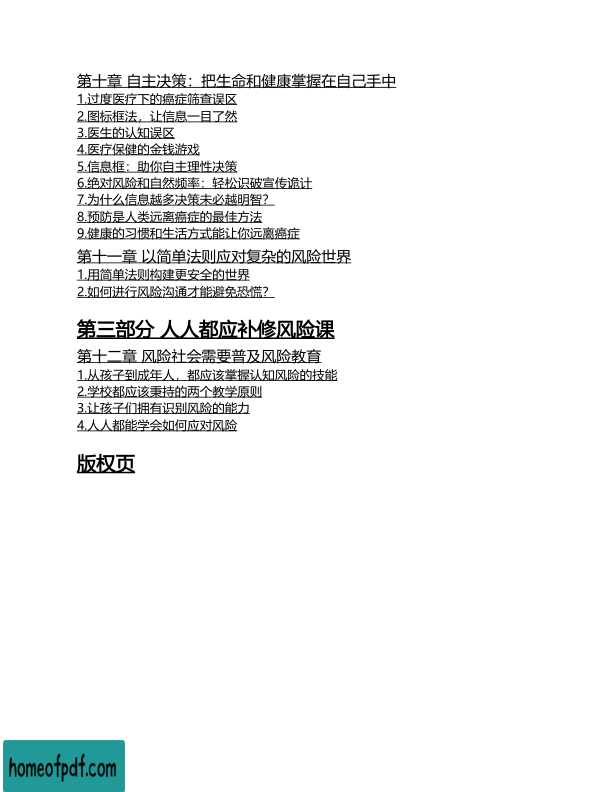 第十章 自主决策：把生命和健康掌握在自己手中
1.过度医疗下的癌症筛查误区
2.图标框法，让信息一目了然
3.医生的认知误区
4.医疗保健的金钱游戏
5.信息框：助你自主理性决策
6.绝对风险和自然频率：轻松识破宣传诡计
7.为什么信息越多决策未必越明智？
8.预防是人类远离癌症的最佳方法
9.健康的习惯和生活方式能让你远离癌症
第十一章 以简单法则应对复杂的风险世界
1.用简单法则构建更安全的世界
2.如何进行风险沟通才能避免恐慌？
第三部分 人人都应补修风险课
第十二章 风险社会需要普及风险教育
1.从孩子到成年人，都应该掌握认知风险的技能
2.学校都应该秉持的两个教学原则
3.让孩子们拥有识别风险的能力
4.人人都能学会如何应对风险
版权页
homeofpdf.com